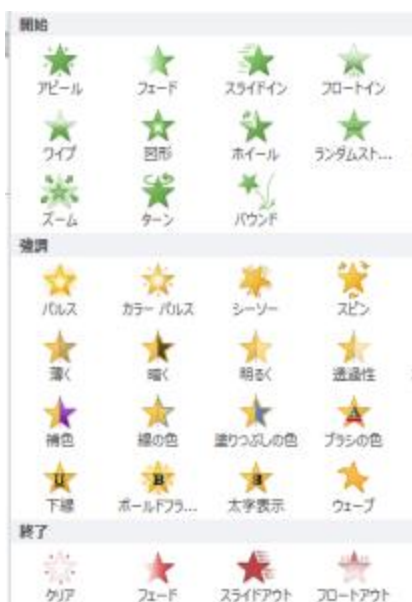 開始
アピール フェード スライドイン フロートイン
ワイプ 図形 ホイール ランダムスト...
ズーム ターン バウンド
強調
パルス カラー パルス シーソー スピン
薄く 暗く 明るく 透過性
補色 線の色 塗りつぶしの色 ブラシの色
下線 ボールドフラ... 太字表示 ウェーブ
終了
クリア フェード スライドアウト フロートアウト